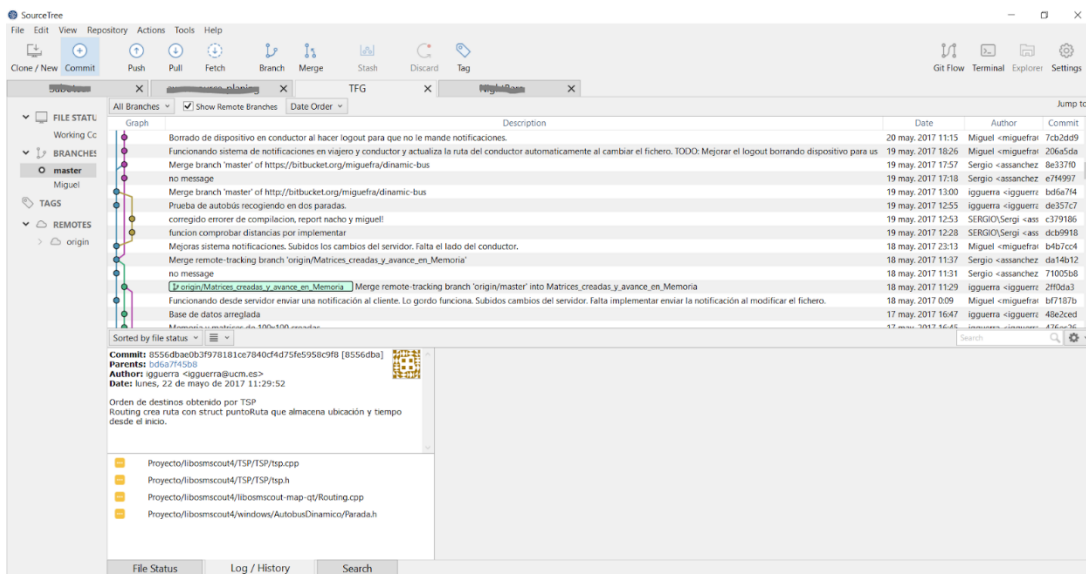 SourceTree
File Edit View Repository Actions Tools Help
Clone / New Commit Push Pull Fetch Branch Merge Stash Discard Tag Git Flow Terminal Explorer Settings
TFG
All Branches Show Remote Branches Date Order Jump to
FILE STATU
Working Cc
BRANCHES
master
Miguel
TAGS
REMOTES
origin
Graph Description Date Author Commit
Borrado de dispositivo en conductor al hacer logout para que no le mande notificaciones. 20 may. 2017 11:15 Miguel <miguefra 7cb2dd9
Funcionando sistema de notificaciones en viajero y conductor y actualiza la ruta del conductor automaticamente al cambiar el fichero. TODO: Mejorar el logout borrando dispositivo para us 19 may. 2017 18:26 Miguel <miguefra 206a5da
Merge branch 'master' of https://bitbucket.org/miguefra/dinamic-bus 19 may. 2017 17:57 Sergio <assanchez 8e337f0
no message 19 may. 2017 17:18 Sergio <assanchez e7f4997
Merge branch 'master' of http://bitbucket.org/miguefra/dinamic-bus 19 may. 2017 13:00 igguerra <igguerra bd6a7f4
Prueba de autobús recogiendo en dos paradas. 19 may. 2017 12:55 igguerra <igguerra de357c7
corregido errorer de compilacion, report nacho y miguel! 19 may. 2017 12:53 SERGIO\Sergi <ass c379186
funcion comprobar distancias por implementar 19 may. 2017 12:28 SERGIO\Sergi <ass dcb9918
Mejoras sistema notificaciones. Subidos los cambios del servidor. Falta el lado del conductor. 18 may. 2017 23:13 Miguel <miguefra b4b7cc4
Merge remote-tracking branch 'origin/Matrices_creadas_y_avance_en_Memoria' 18 may. 2017 11:37 Sergio <assanchez da14b12
no message 18 may. 2017 11:31 Sergio <assanchez 71005b8
origin/Matrices_creadas_y_avance_en_Memoria Merge remote-tracking branch 'origin/master' into Matrices_creadas_y_avance_en_Memoria 18 may. 2017 11:29 igguerra <igguerra 2ff0da3
Funcionando desde servidor enviar una notificación al cliente. Lo gordo funciona. Subidos cambios del servidor. Falta implementar enviar la notificación al modificar el fichero. 18 may. 2017 0:09 Miguel <miguefra bf7187b
Base de datos arreglada 17 may. 2017 16:47 igguerra <igguerra 48e2ced
Memoria y matrices de 100x100 creadas 17 may. 2017 16:45 igguerra <igguerra
Sorted by file status Search
Commit: 8556dbae0b3f978181ce7840cf4d75fe5958c9f8 [8556dba]
Parents: bd6a7f45b8
Author: igguerra <igguerra@ucm.es>
Date: lunes, 22 de mayo de 2017 11:29:52
Orden de destinos obtenido por TSP
Routing crea ruta con struct puntoRuta que almacena ubicación y tiempo
desde el inicio.
Proyecto/libosmscout4/TSP/TSP/tsp.cpp
Proyecto/libosmscout4/TSP/TSP/tsp.h
Proyecto/libosmscout4/libosmscout-map-qt/Routing.cpp
Proyecto/libosmscout4/windows/AutobusDinamico/Parada.h
File Status Log / History Search